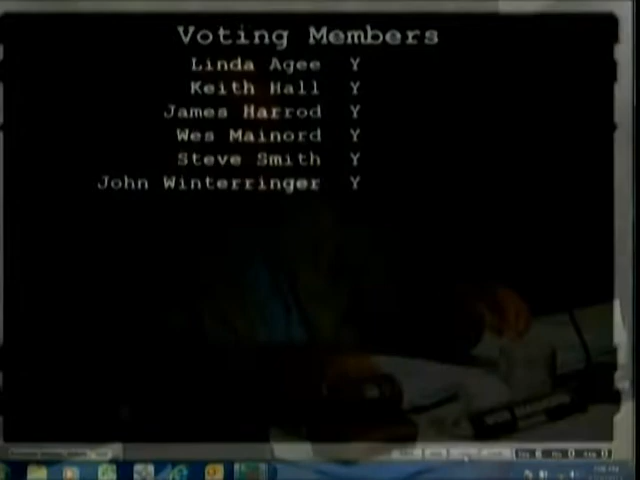 Voting Members
Linda Agee Y
Keith Hall Y
James Harrod Y
Wes Mainord Y
Steve Smith Y
John Winterringer Y